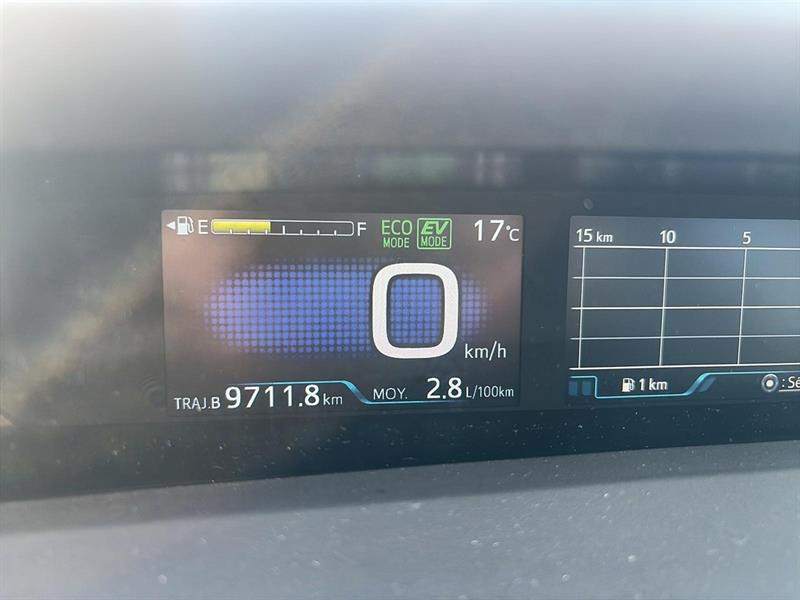 E F ECO MODE EV MODE 17°C
0 km/h
TRAJ.B 9711.8 km MOY. 2.8 L/100km
15 km 10 5
1 km : Sé